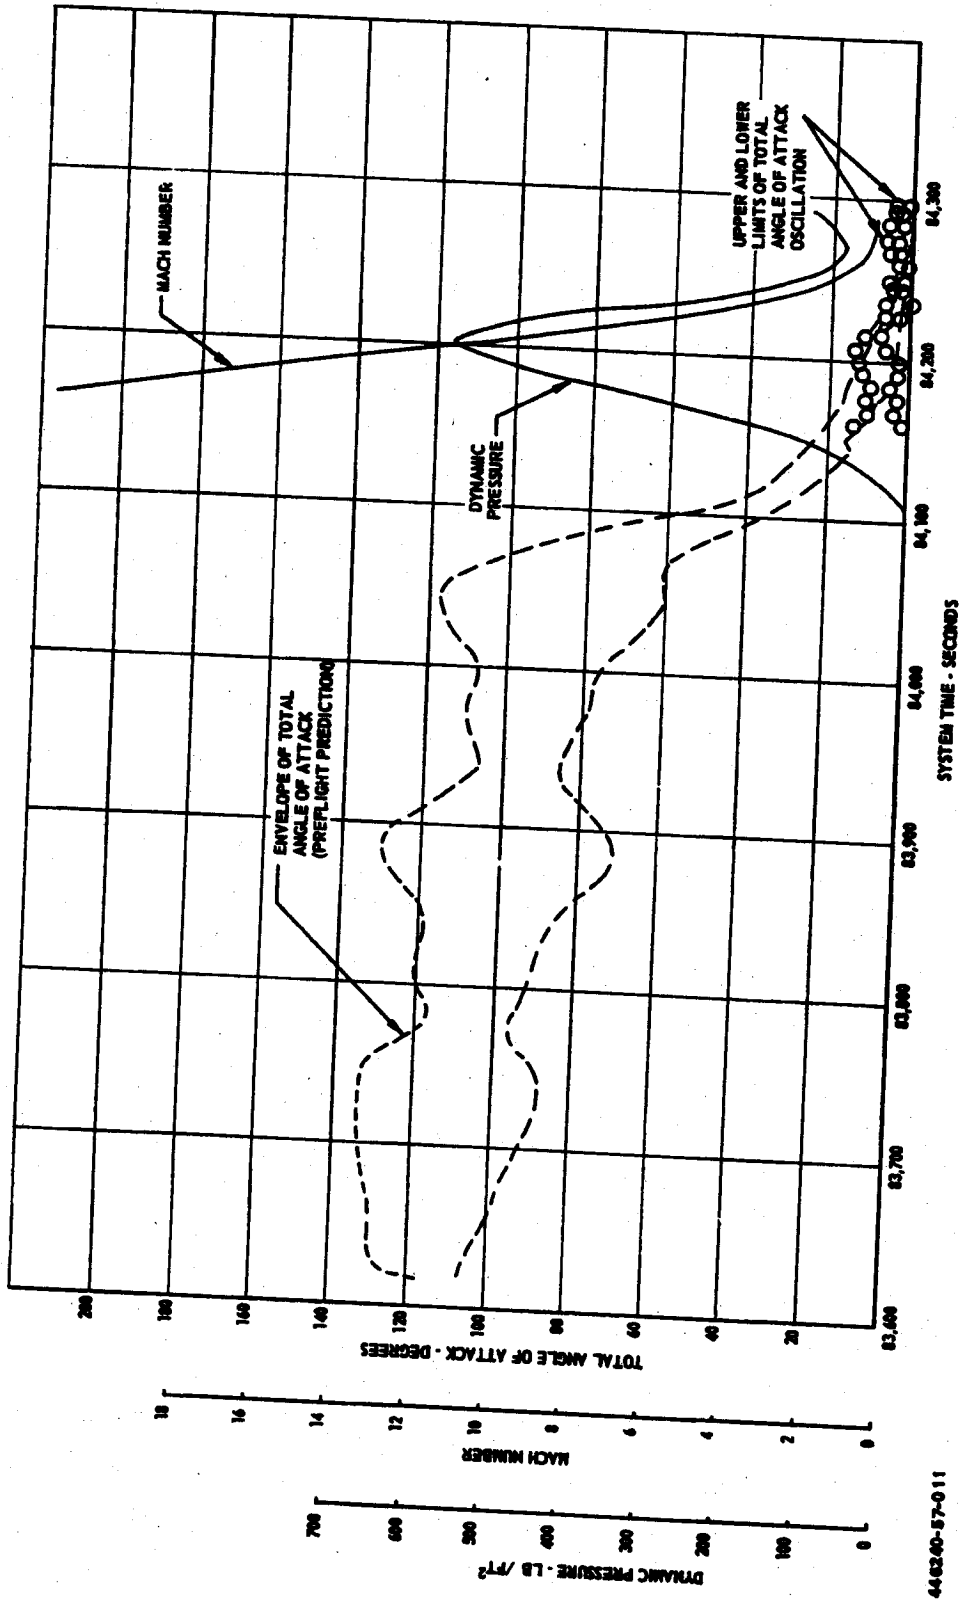 MACH NUMBER
UPPER AND LOWER
LIMITS OF TOTAL
ANGLE OF ATTACK
OSCILLATION
DYNAMIC
PRESSURE
ENVELOPE OF TOTAL
ANGLE OF ATTACK
(PREFLIGHT PREDICTION)
DYNAMIC PRESSURE - LB /FT²
700
600
500
400
300
200
100
0
MACH NUMBER
18
16
14
12
10
8
6
4
2
0
TOTAL ANGLE OF ATTACK - DEGREES
200
180
160
140
120
100
80
60
40
20
83,600
83,700
83,800
83,900
84,000
84,100
84,200
84,300
SYSTEM TIME - SECONDS
446240-57-011